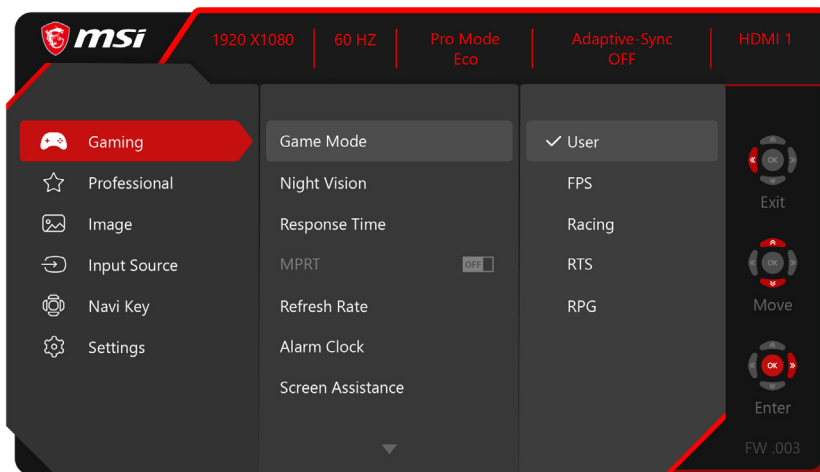 msi
1920 X1080
60 HZ
Pro Mode
Eco
Adaptive-Sync
OFF
HDMI 1
Gaming
Professional
Image
Input Source
Navi Key
Settings
Game Mode
Night Vision
Response Time
MPRT OFF
Refresh Rate
Alarm Clock
Screen Assistance
User
FPS
Racing
RTS
RPG
OK
Exit
OK
Move
OK
Enter
FW .003